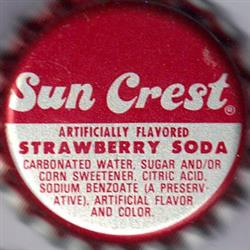 Sun Crest®
ARTIFICIALLY FLAVORED
STRAWBERRY SODA
CARBONATED WATER, SUGAR AND/OR
CORN SWEETENER, CITRIC ACID,
SODIUM BENZOATE (A PRESERV-
ATIVE), ARTIFICIAL FLAVOR
AND COLOR.